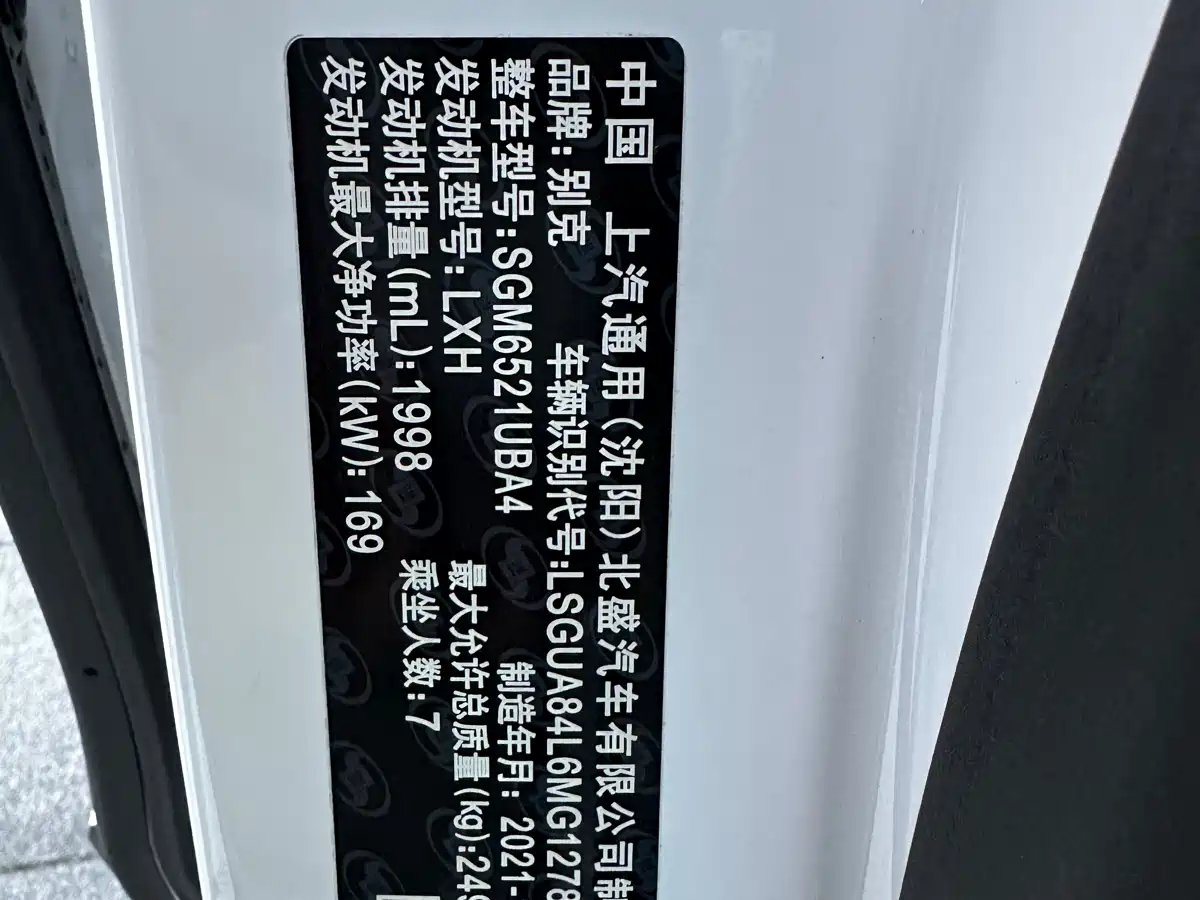 中国 上汽通用(沈阳)北盛汽车有限公司制
品牌:别克 车辆识别代号:LSGUA84L6MG1278
整车型号:SGM6521UBA4 制造年月:2021-
发动机型号:LXH 最大允许总质量(kg):249
发动机排量(mL):1998 乘坐人数:7
发动机最大净功率(kW):169